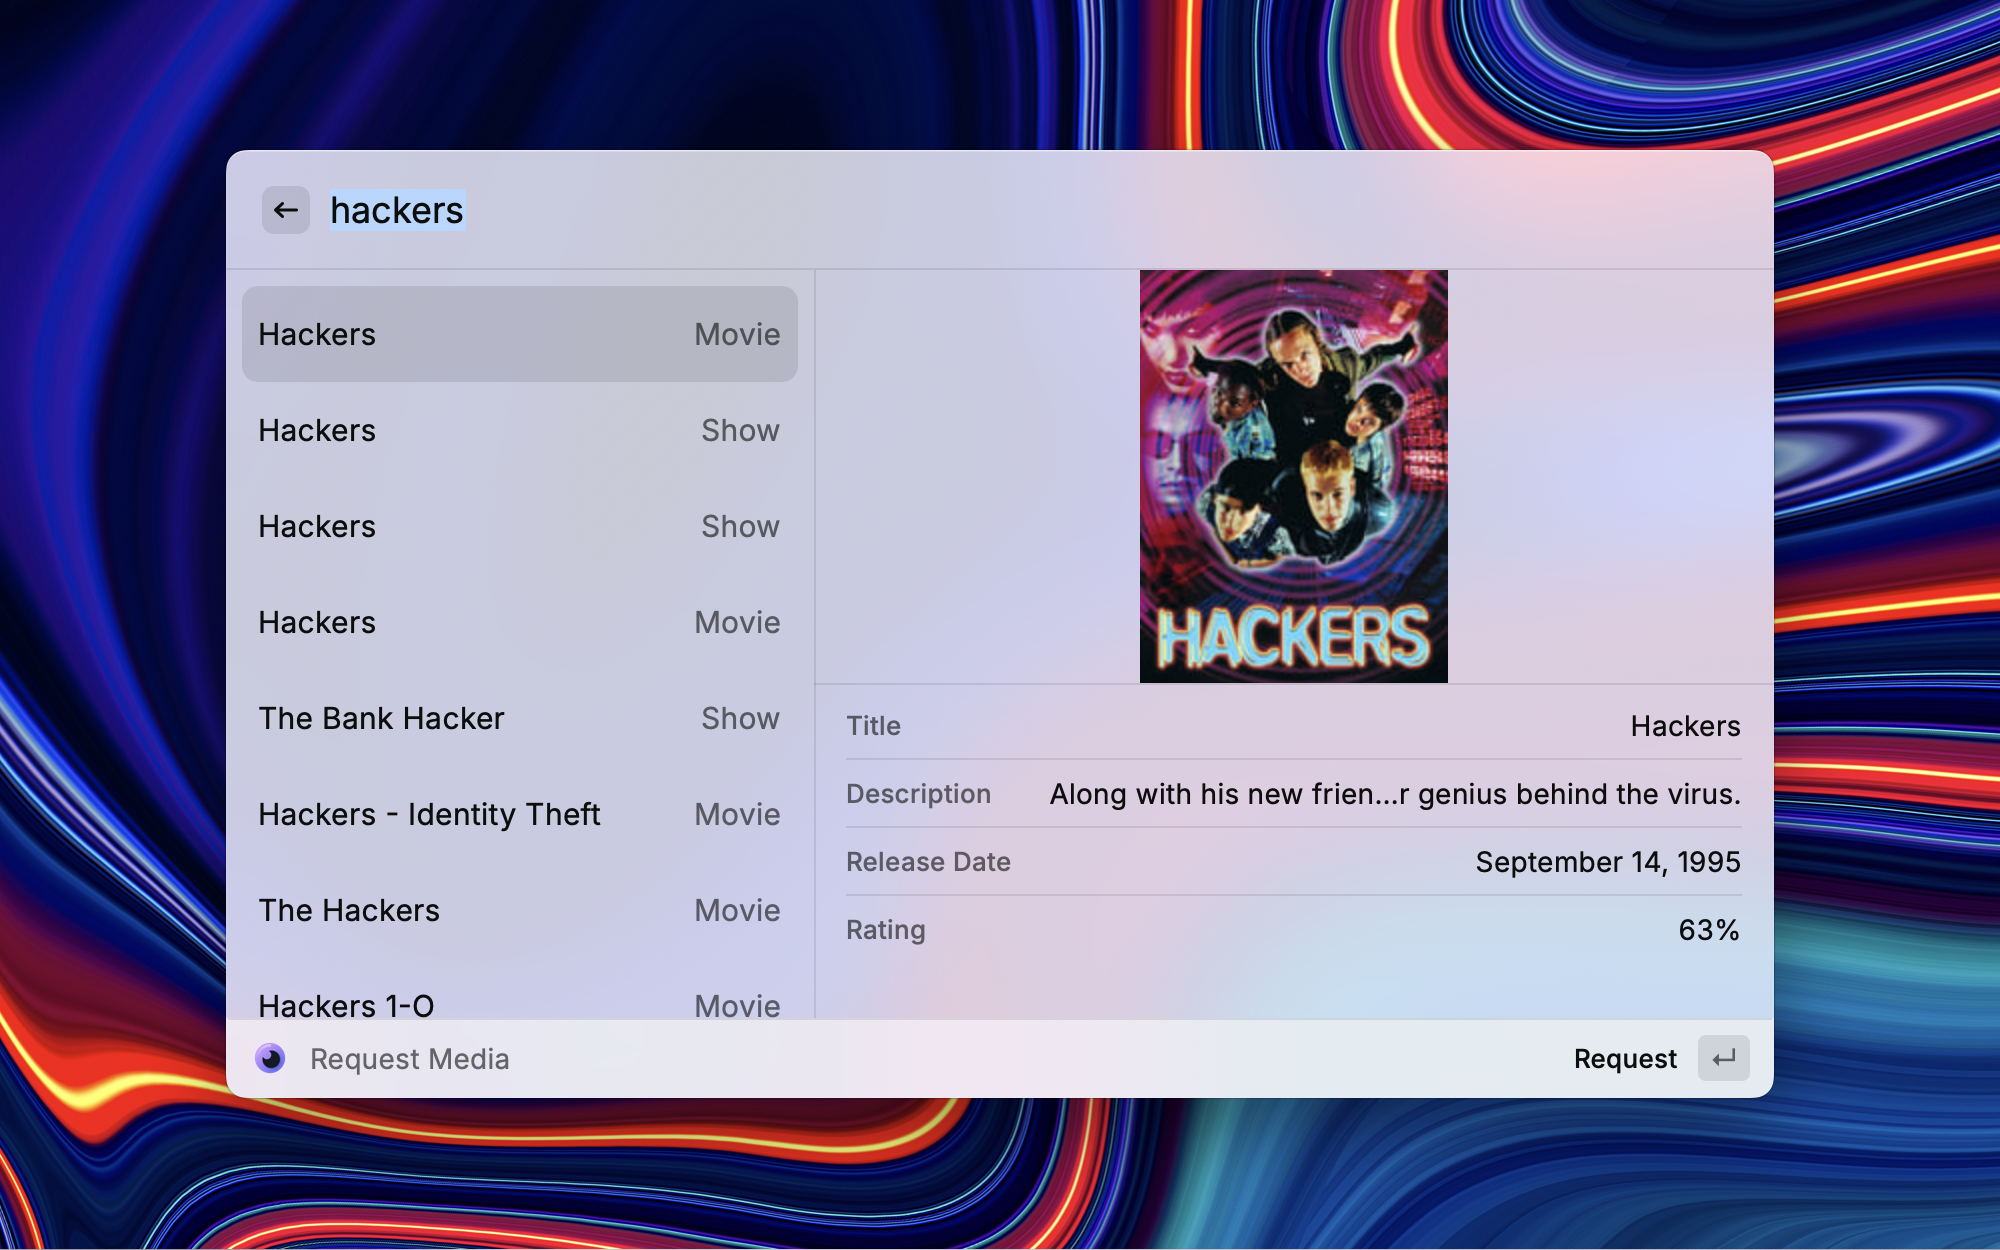 hackers
Hackers Movie
Hackers Show
Hackers Show
Hackers Movie
The Bank Hacker Show
Hackers - Identity Theft Movie
The Hackers Movie
Hackers 1-O Movie
HACKERS
Title Hackers
Description Along with his new frien...r genius behind the virus.
Release Date September 14, 1995
Rating 63%
Request Media Request